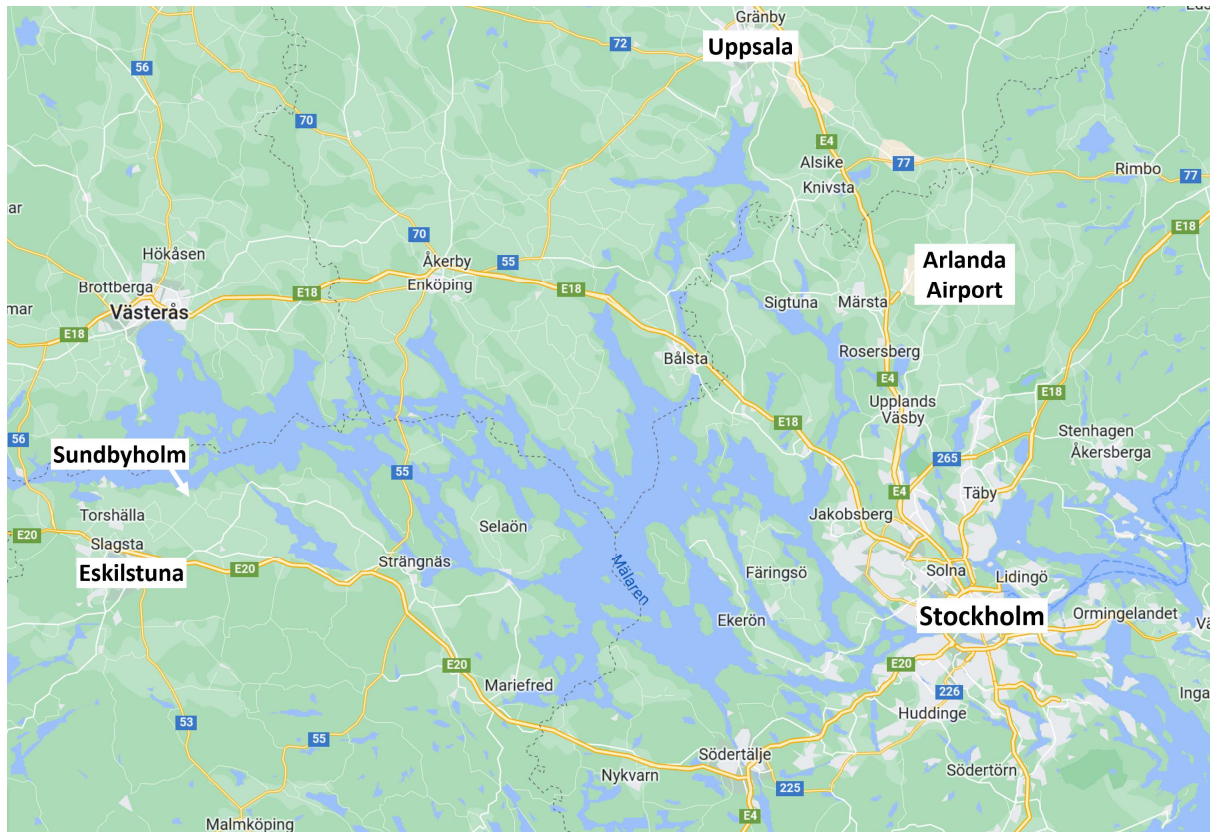 Gränby
Uppsala
72
56
70
E4
Alsike
77
Knivsta
Rimbo
77
E18
Hökåsen
70
Åkerby
55
Arlanda
Airport
Brottberga
Enköping
E18
E18
Sigtuna
Märsta
Västerås
E18
Rosersberg
Bålsta
E4
E18
Upplands
Väsby
E18
Stenhagen
Åkersberga
56
Sundbyholm
55
265
E4
Täby
Torshälla
Selaön
Jakobsberg
E20
Slagsta
Eskilstuna
E20
Strängnäs
Mälaren
Färingsö
Solna
Lidingö
Ekerön
Stockholm
Ormingelandet
E20
E20
Mariefred
226
Huddinge
53
55
Södertälje
Nykvarn
Södertörn
225
E4
Malmköping